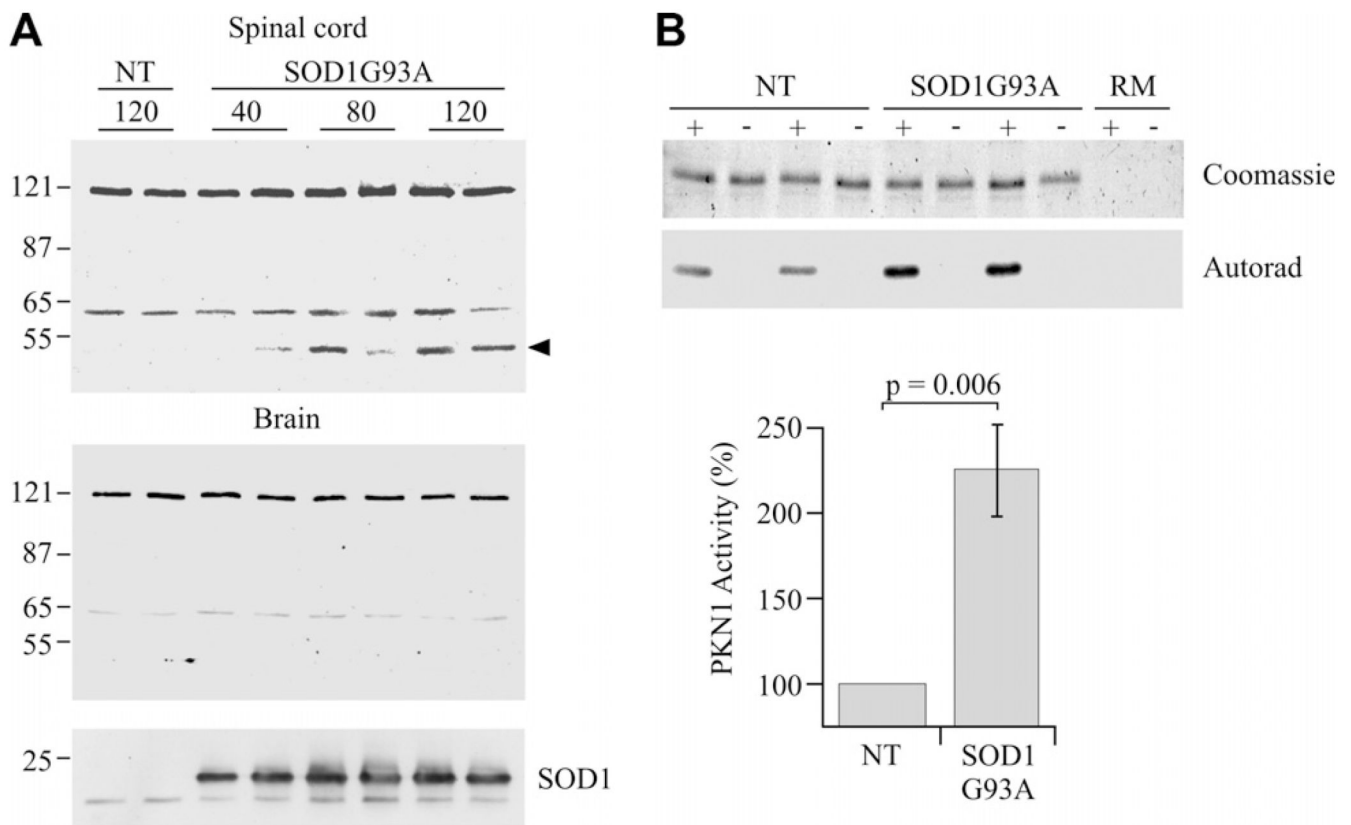 A
Spinal cord
NT SOD1G93A
120 40 80 120
121
87
65
55
Brain
121
87
65
55
25
SOD1
B
NT SOD1G93A RM
+ - + - + - + - + -
Coomassie
Autorad
p = 0.006
250
200
150
100
PKN1 Activity (%)
NT SOD1
G93A